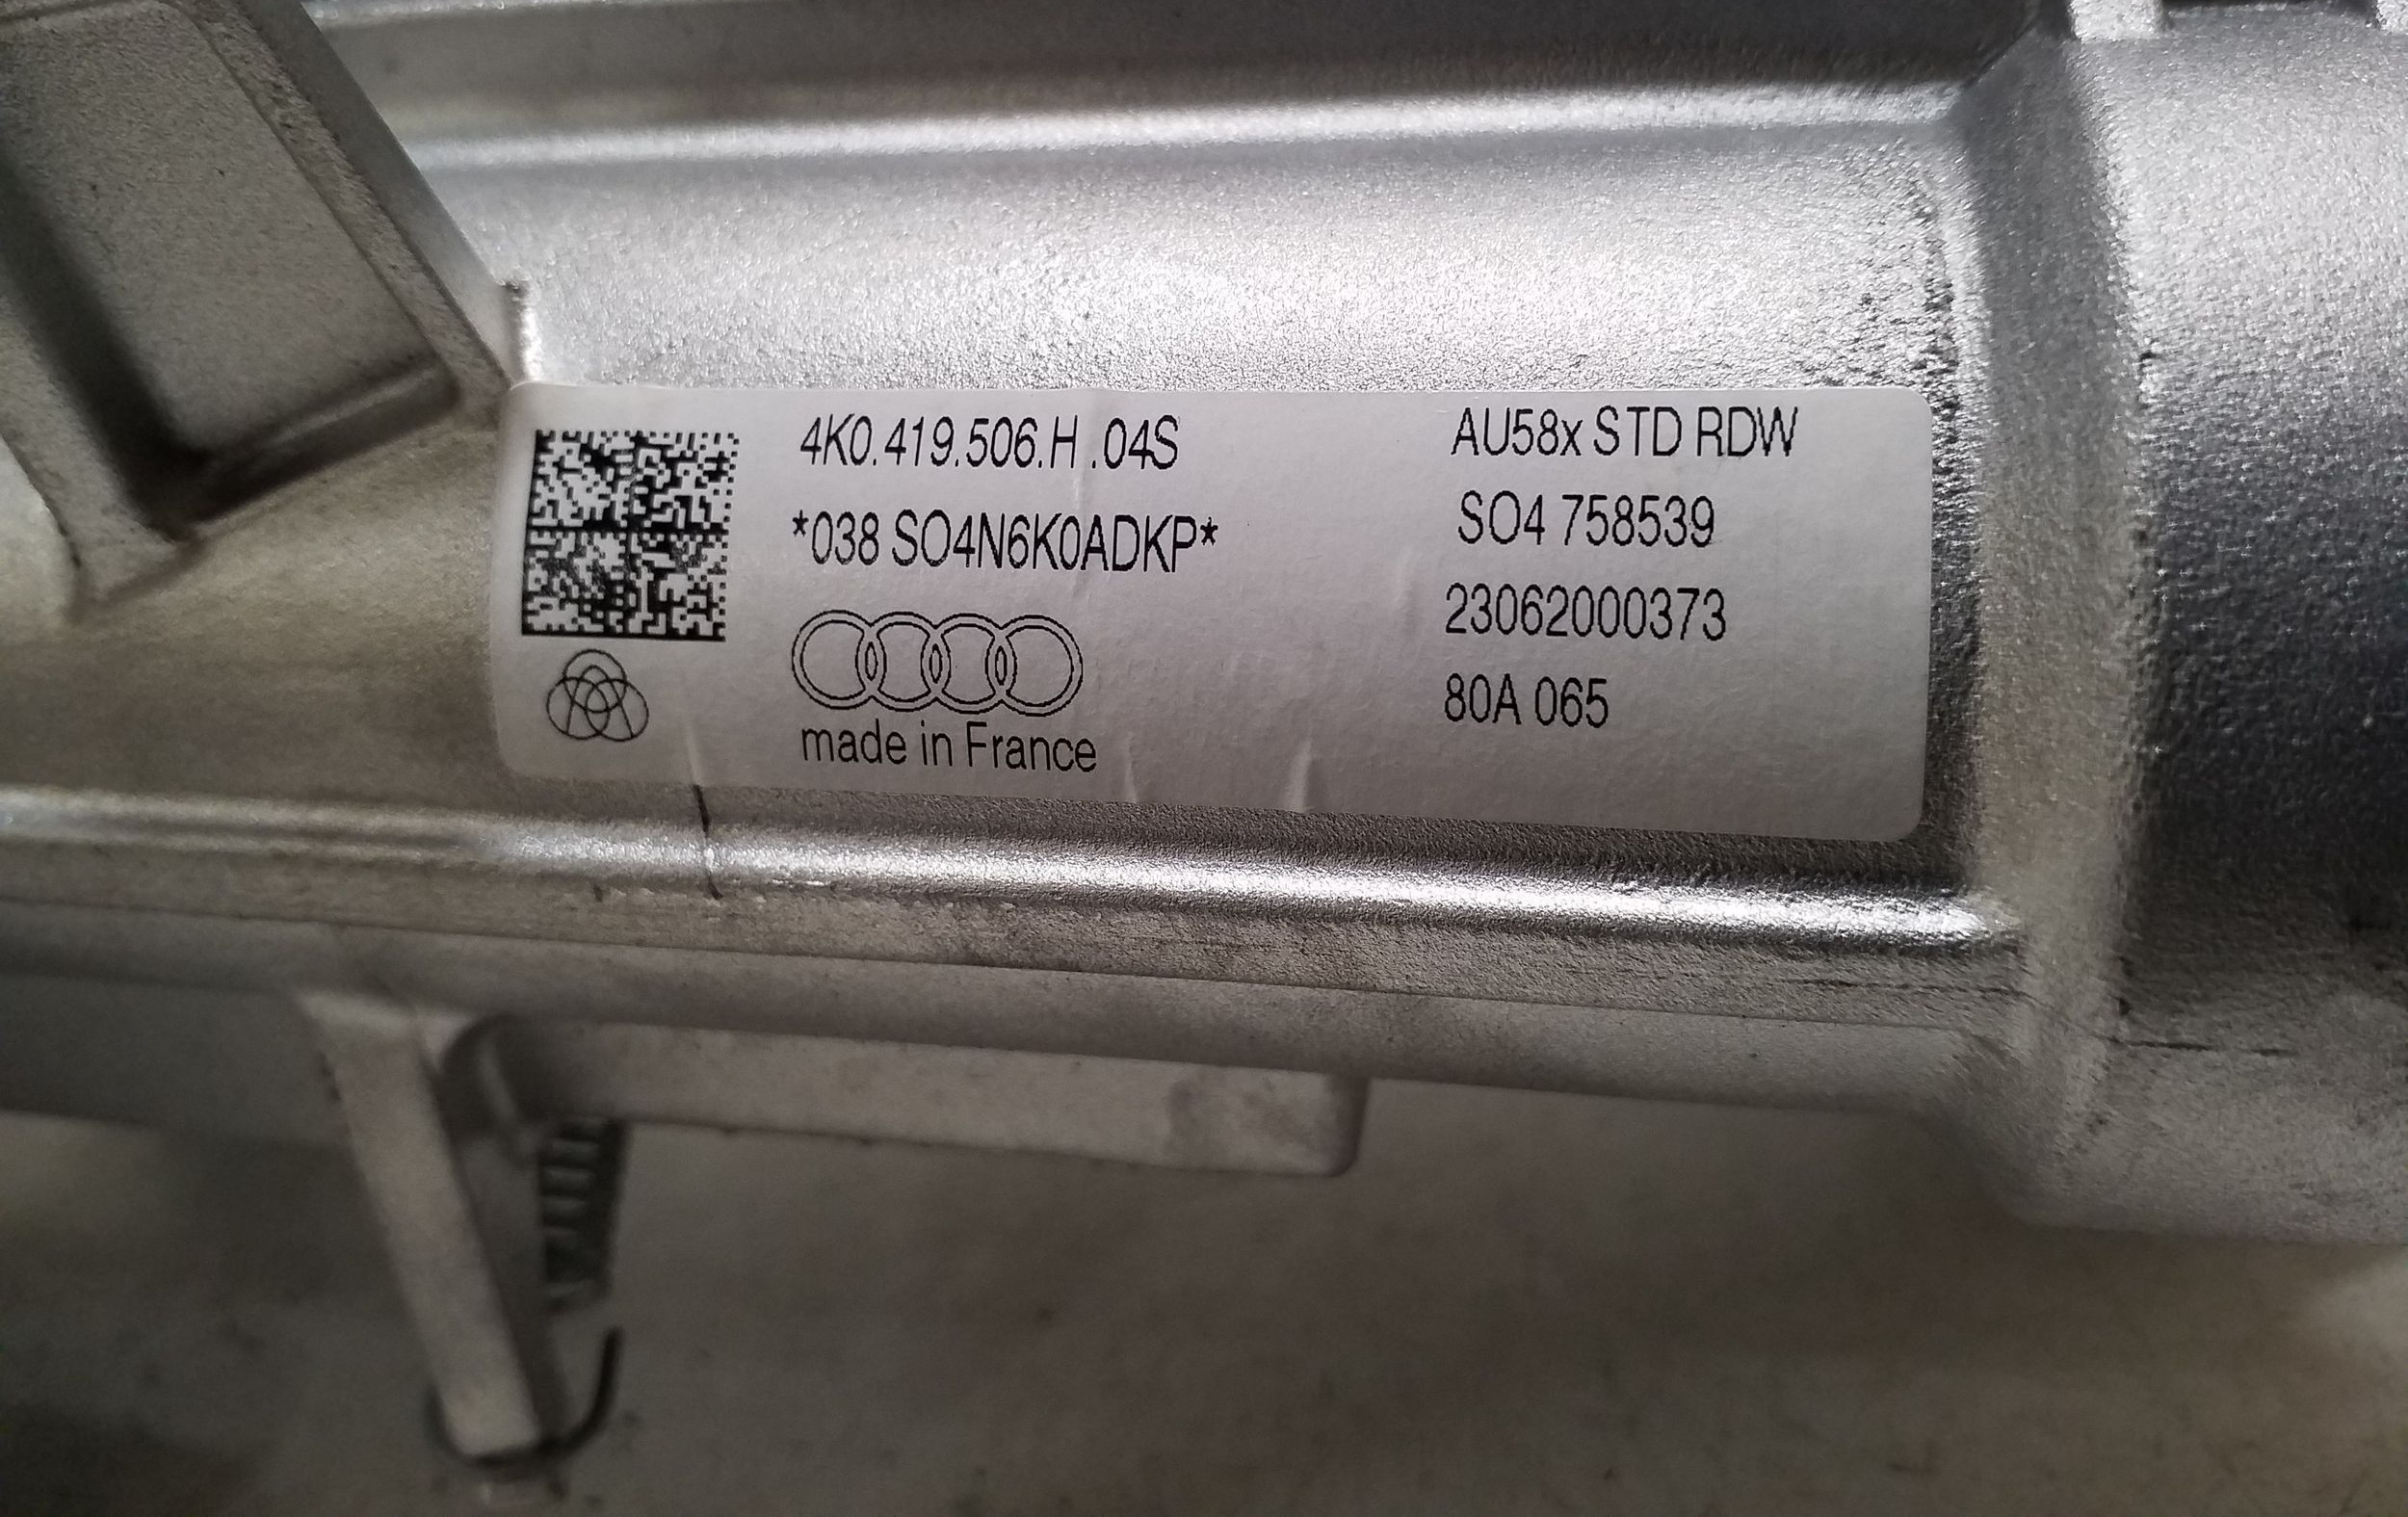 4K0.419.506.H .04S
*038 SO4N6K0ADKP*
made in France
AU58x STD RDW
SO4 758539
23062000373
80A 065